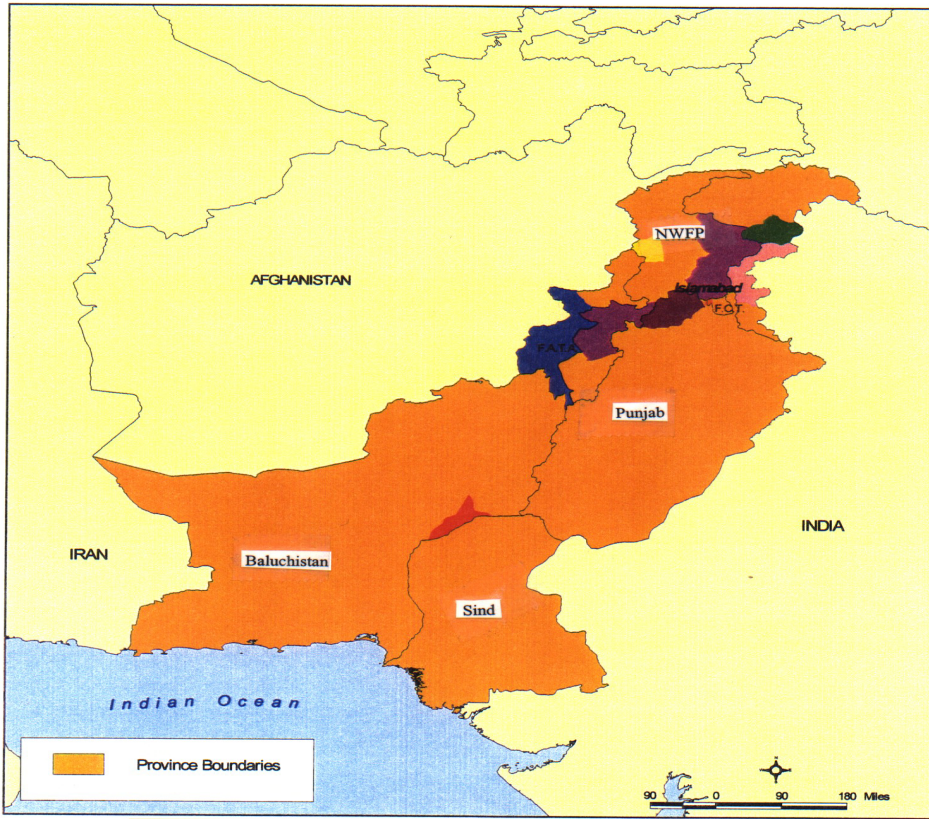 NWFP
AFGHANISTAN
Islamabad
F.C.T.
F.A.T.A.
Punjab
INDIA
IRAN
Baluchistan
Sind
Indian Ocean
Province Boundaries
90 0 90 180 Miles